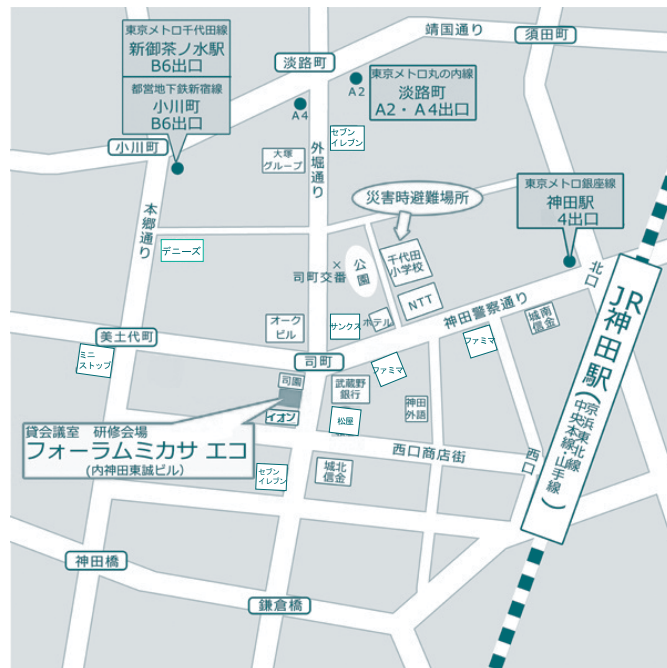 東京メトロ千代田線
新御茶ノ水駅
B6出口
都営地下鉄新宿線
小川町
B6出口
靖国通り
須田町
淡路町
A2
A4
東京メトロ丸の内線
淡路町
A2・A4出口
小川町
外堀通り
セブン
イレブン
大塚
グループ
災害時避難場所
東京メトロ銀座線
神田駅
4出口
本郷通り
デニーズ
×
司町交番
公園
千代田
小学校
NTT
北口
神田警察通り
オーク
ビル
サンクス
ホテル
ファミマ
城南
信金
美土代町
ミニ
ストップ
司町
ファミマ
JR神田駅
(京浜東北線
中央本線・山手線)
司園
武蔵野
銀行
神田
外語
イオン
松屋
貸会議室 研修会場
フォーラムミカサ エコ
(内神田東誠ビル)
西口商店街
西口
セブン
イレブン
城北
信金
神田橋
鎌倉橋